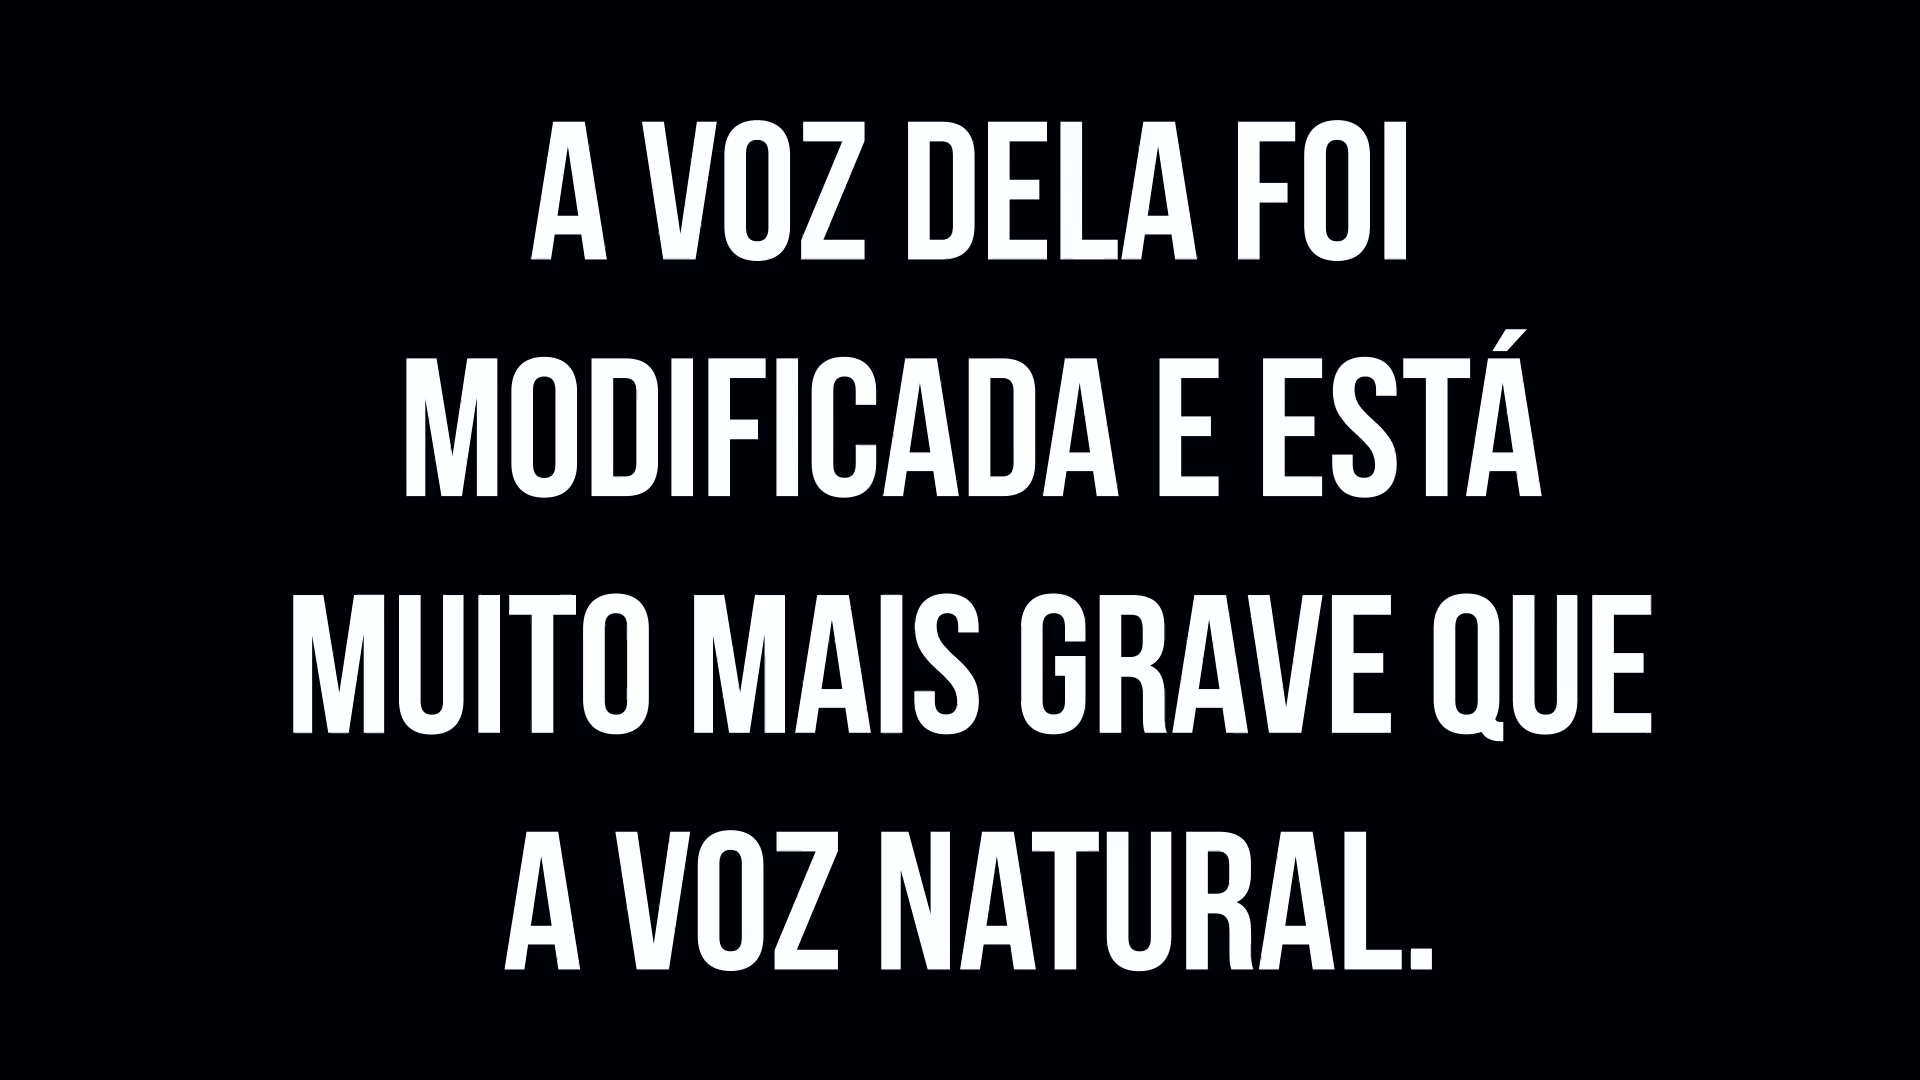 A VOZ DELA FOI
MODIFICADA E ESTÁ
MUITO MAIS GRAVE QUE
A VOZ NATURAL.